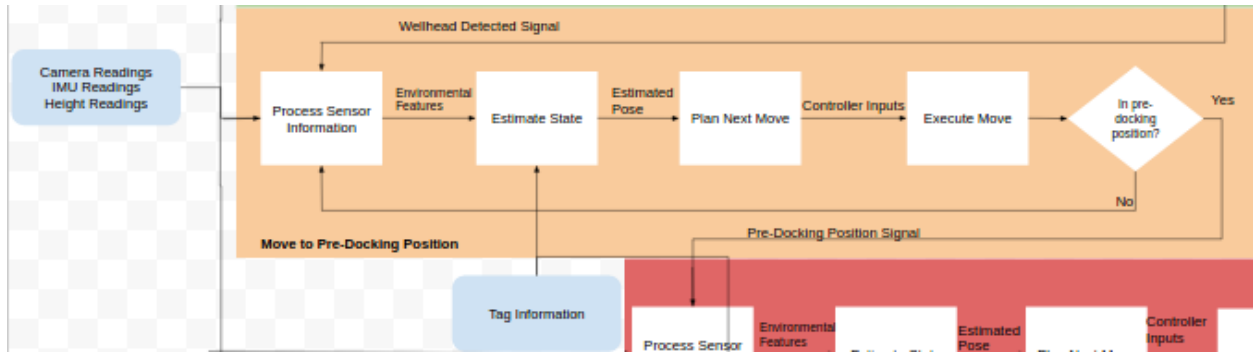 Wellhead Detected Signal
Camera Readings
IMU Readings
Height Readings
Process Sensor
Information
Environmental
Features
Estimate State
Estimated
Pose
Plan Next Move
Controller Inputs
Execute Move
In pre-
docking
position?
Yes
No
Move to Pre-Docking Position
Pre-Docking Position Signal
Tag Information
Process Sensor
Environmental
Features
Estimated
Pose
Controller
Inputs